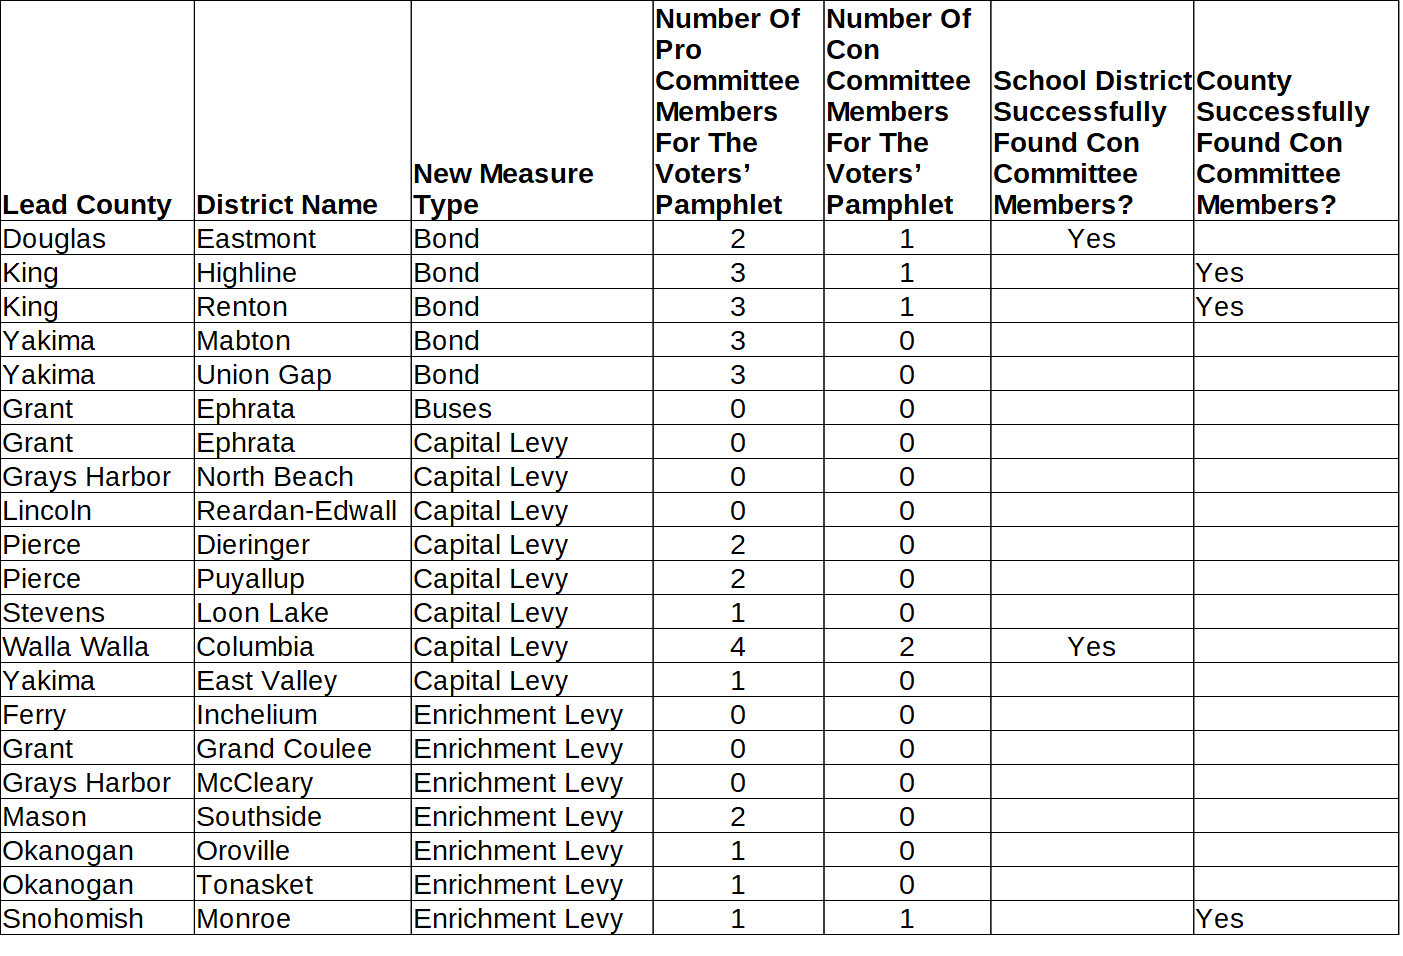 Lead County District Name New Measure Type Number Of Pro Committee Members For The Voters’ Pamphlet Number Of Con Committee Members For The Voters’ Pamphlet School District Successfully Found Con Committee Members? County Successfully Found Con Committee Members?
Douglas Eastmont Bond 2 1 Yes
King Highline Bond 3 1 Yes
King Renton Bond 3 1 Yes
Yakima Mabton Bond 3 0
Yakima Union Gap Bond 3 0
Grant Ephrata Buses 0 0
Grant Ephrata Capital Levy 0 0
Grays Harbor North Beach Capital Levy 0 0
Lincoln Reardan-Edwall Capital Levy 0 0
Pierce Dieringer Capital Levy 2 0
Pierce Puyallup Capital Levy 2 0
Stevens Loon Lake Capital Levy 1 0
Walla Walla Columbia Capital Levy 4 2 Yes
Yakima East Valley Capital Levy 1 0
Ferry Inchelium Enrichment Levy 0 0
Grant Grand Coulee Enrichment Levy 0 0
Grays Harbor McCleary Enrichment Levy 0 0
Mason Southside Enrichment Levy 2 0
Okanogan Oroville Enrichment Levy 1 0
Okanogan Tonasket Enrichment Levy 1 0
Snohomish Monroe Enrichment Levy 1 1 Yes